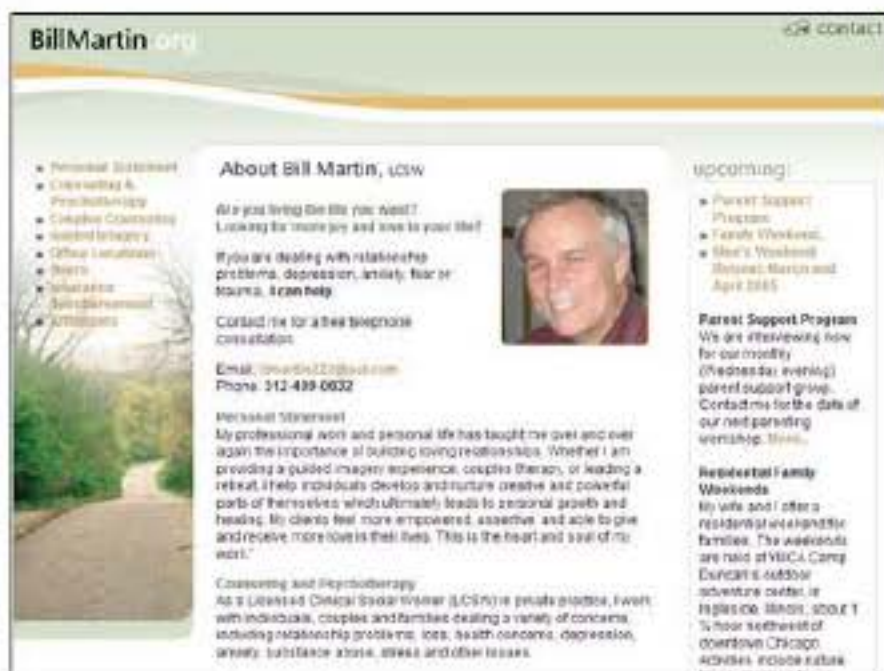 BillMartin.org
contact
Personal Statement
Counseling &
Psychotherapy
Couples Counseling
Guided Imagery
Office Locations
Insurance
Reimbursement
About Bill Martin, LCSW
Are you living the life you want?
Looking for more joy and love in your life?
If you are dealing with relationship
problems, depression, anxiety, fear or
trauma, I can help.
Contact me for a free telephone
consultation.
Email:
Phone: 312-409-0632
Personal Statement
My professional work and personal life has taught me over and over
again the importance of building loving relationships. Whether I am
providing a guided imagery experience, couples therapy, or leading a
retreat, I help individuals develop and nurture creative and powerful
parts of themselves which ultimately leads to personal growth and
healing. My clients feel more empowered, assertive and able to give
and receive more love in their lives. This is the heart and soul of my
work."
Counseling and Psychotherapy
As a Licensed Clinical Social Worker (LCSW) in private practice, I work
with individuals, couples and families dealing a variety of concerns,
including relationship problems, loss, health concerns, depression,
anxiety, substance abuse, stress and other issues.
upcoming:
Parent Support
Program
Family Weekend,
Men's Weekend
Retreat March and
April 2005
Parent Support Program
We are interviewing now
for our monthly
(Wednesday evening)
parent support group.
Contact me for the date of
our next parenting
workshop. More..
Residential Family
Weekends
My wife and I offer a
residential weekend for
families. The weekends
are held at YMCA Camp
Duncan's outdoor
adventure center, in
Ingleside, Illinois, about 1
½ hour northwest of
downtown Chicago.
Activities include nature